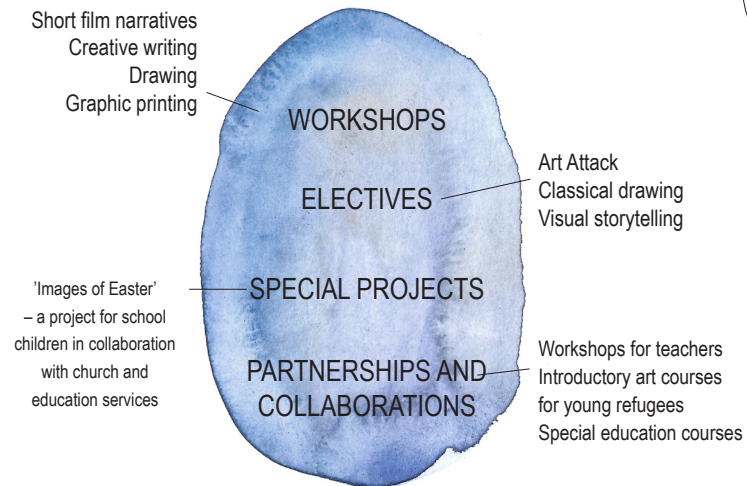 Short film narratives
Creative writing
Drawing
Graphic printing
WORKSHOPS
ELECTIVES
Art Attack
Classical drawing
Visual storytelling
'Images of Easter'
– a project for school
children in collaboration
with church and
education services
SPECIAL PROJECTS
PARTNERSHIPS AND
COLLABORATIONS
Workshops for teachers
Introductory art courses
for young refugees
Special education courses